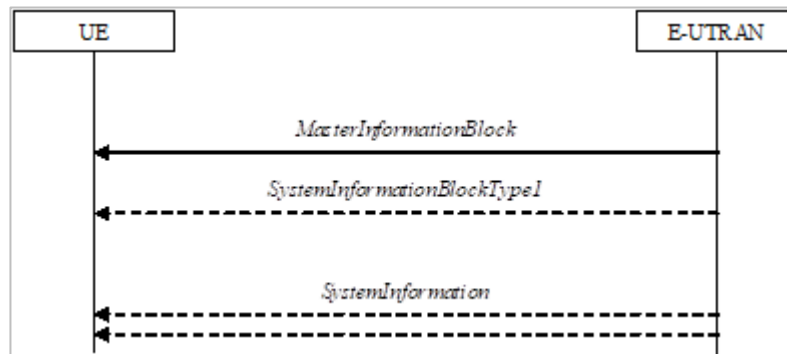 UE
E-UTRAN
MasterInformationBlock
SystemInformationBlockType1
SystemInformation